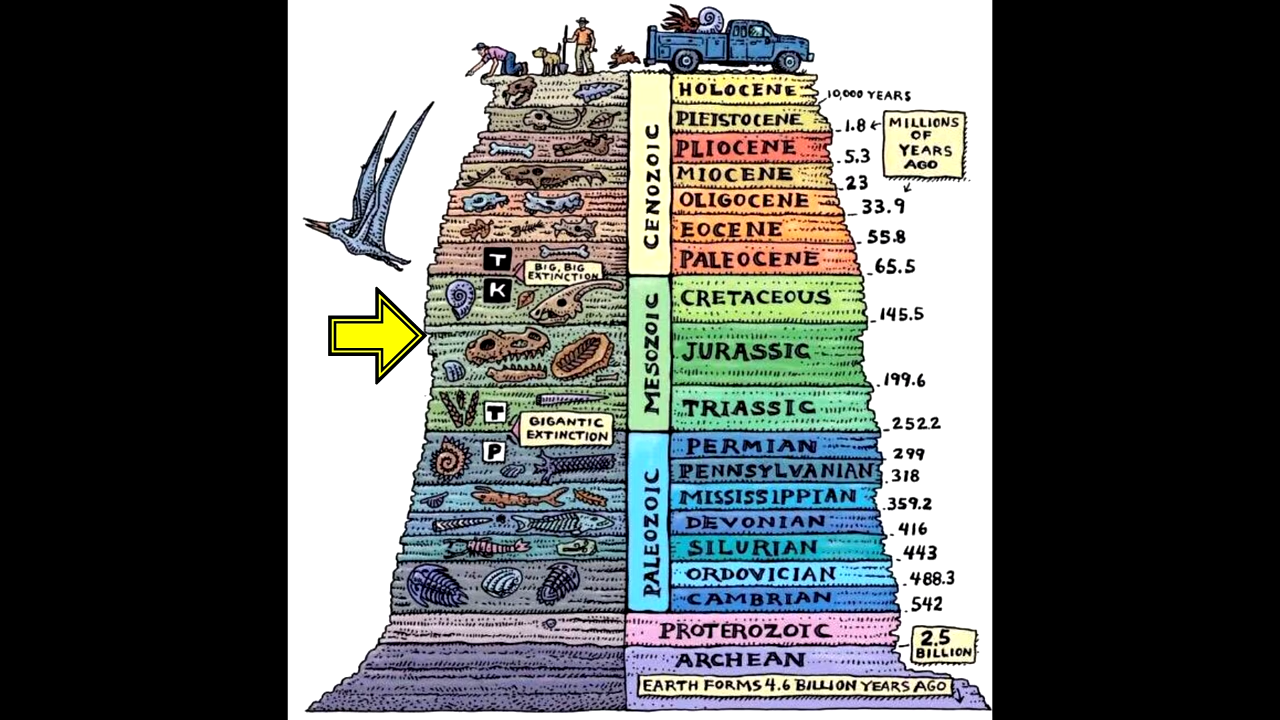 HOLOCENE
10,000 YEARS
PLEISTOCENE
1.8
MILLIONS
OF
YEARS
AGO
PLIOCENE
5.3
MIOCENE
23
OLIGOCENE
33.9
EOCENE
55.8
PALEOCENE
65.5
CENOZOIC
T
BIG, BIG
EXTINCTION
K
CRETACEOUS
145.5
JURASSIC
199.6
TRIASSIC
252.2
MESOZOIC
T
GIGANTIC
EXTINCTION
P
PERMIAN
299
PENNSYLVANIAN
318
MISSISSIPPIAN
359.2
DEVONIAN
416
SILURIAN
443
ORDOVICIAN
488.3
CAMBRIAN
542
PALEOZOIC
PROTEROZOIC
2.5
BILLION
ARCHEAN
EARTH FORMS 4.6 BILLION YEARS AGO